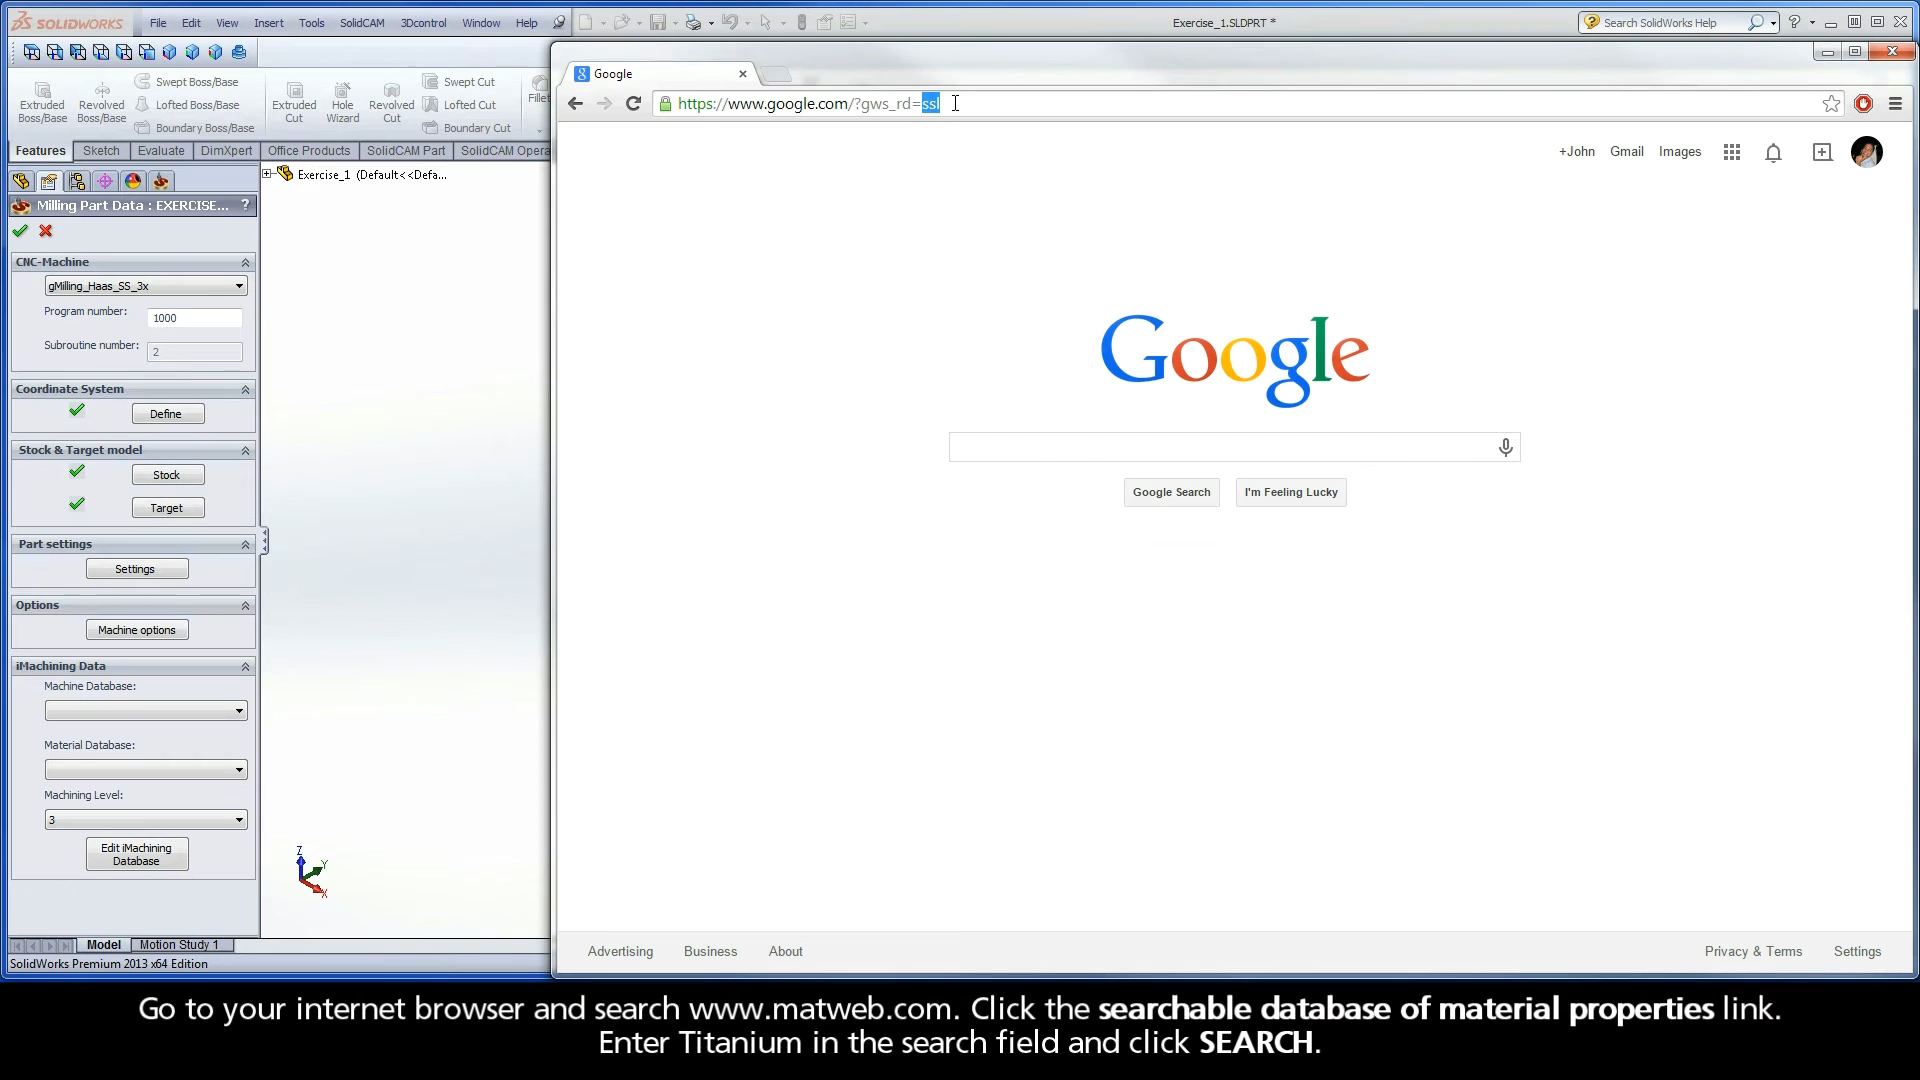 SOLIDWORKS File Edit View Insert Tools SolidCAM 3Dcontrol Window Help Exercise_1.SLDPRT * Search SolidWorks Help
Extruded Boss/Base
Revolved Boss/Base
Swept Boss/Base
Lofted Boss/Base
Boundary Boss/Base
Extruded Cut
Hole Wizard
Revolved Cut
Swept Cut
Lofted Cut
Boundary Cut
Fillet
Features Sketch Evaluate DimXpert Office Products SolidCAM Part SolidCAM Opera
Exercise_1 (Default<<Defa...
Milling Part Data : EXERCISE... ?
CNC-Machine
gMilling_Haas_SS_3x
Program number: 1000
Subroutine number: 2
Coordinate System
Define
Stock & Target model
Stock
Target
Part settings
Settings
Options
Machine options
iMachining Data
Machine Database:
Material Database:
Machining Level:
3
Edit iMachining
Database
Z
Y
X
Model Motion Study 1
SolidWorks Premium 2013 x64 Edition
Google
https://www.google.com/?gws_rd=ssl
+John Gmail Images
Google
Google Search I'm Feeling Lucky
Advertising Business About Privacy & Terms Settings
Go to your internet browser and search www.matweb.com. Click the searchable database of material properties link.
Enter Titanium in the search field and click SEARCH.